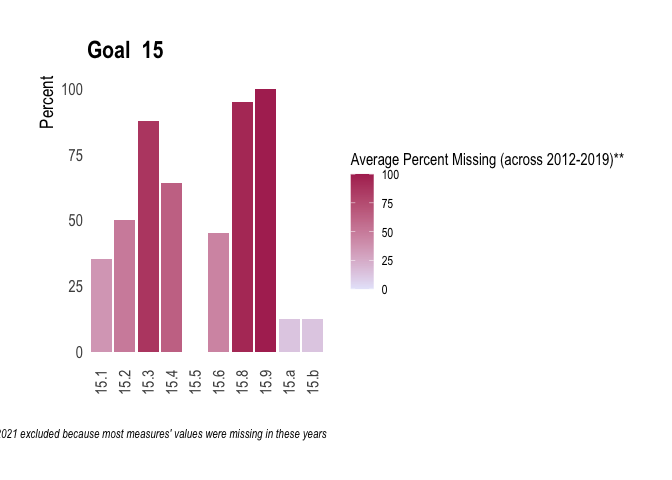 Goal 15
Percent
100
75
50
25
0
15.1 15.2 15.3 15.4 15.5 15.6 15.8 15.9 15.a 15.b
Average Percent Missing (across 2012-2019)**
100
75
50
25
0
2021 excluded because most measures' values were missing in these years